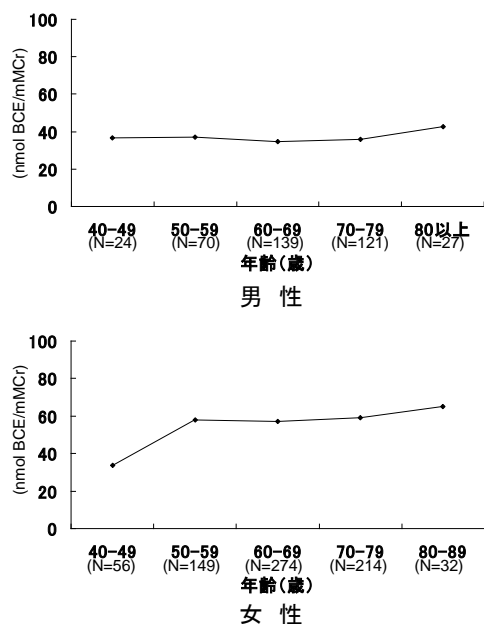 (nmol BCE/mMCr)
100
80
60
40
20
0
40-49 50-59 60-69 70-79 80以上
(N=24) (N=70) (N=139) (N=121) (N=27)
年齢(歳)
男 性
(nmol BCE/mMCr)
100
80
60
40
20
0
40-49 50-59 60-69 70-79 80-89
(N=56) (N=149) (N=274) (N=214) (N=32)
年齢(歳)
女 性